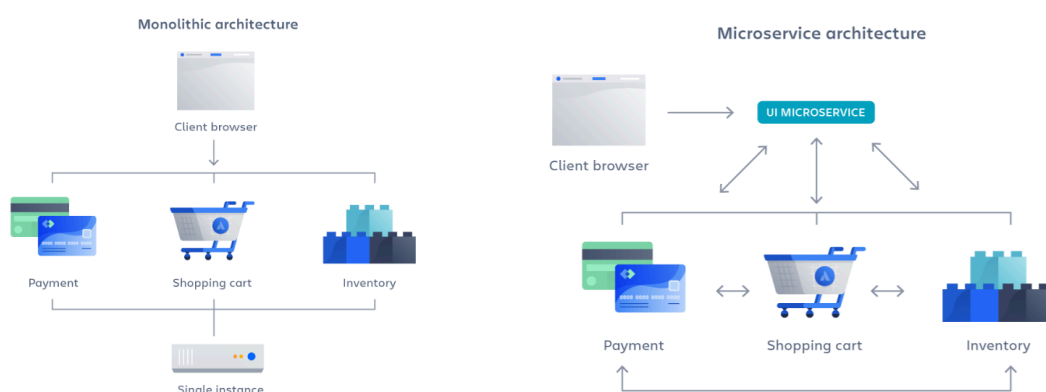 Monolithic architecture
Client browser
Payment
Shopping cart
Inventory
Single instance
Microservice architecture
UI MICROSERVICE
Client browser
Payment
Shopping cart
Inventory